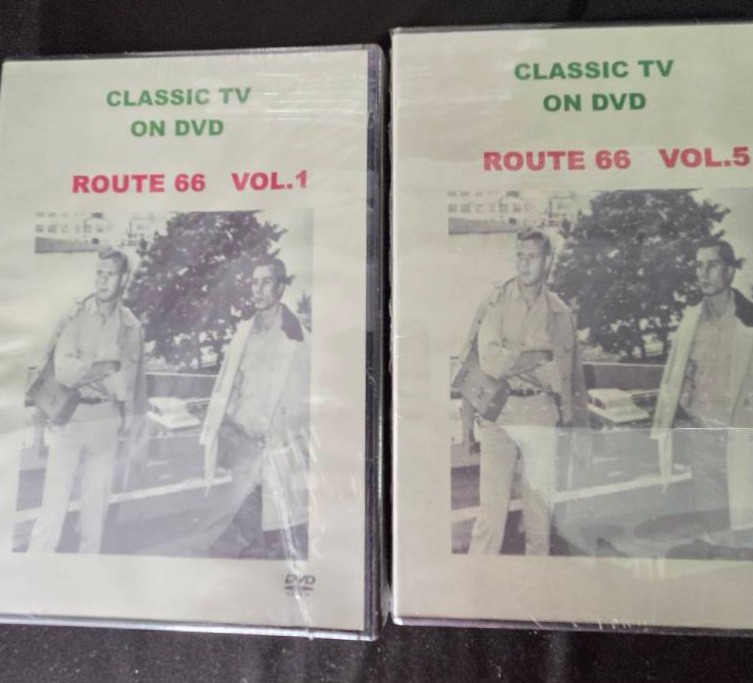 CLASSIC TV
ON DVD
ROUTE 66 VOL.1
DVD
CLASSIC TV
ON DVD
ROUTE 66 VOL.5